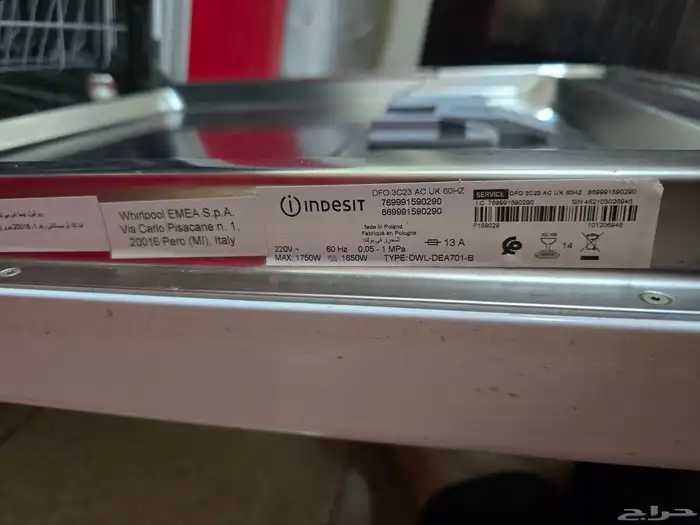 Whirlpool EMEA S.p.A.
Via Carlo Pisacane n. 1,
20016 Pero (MI), Italy
indesit
DFO 3C23 AC UK 60HZ
769991590290
869991590290
Made in Poland
Fabriqué en Pologne
220V ~ 60 Hz 0,05 - 1 MPa 13 A
MAX. 1750W 1650W TYPE: DWL-DEA701-B
SERVICE DFO 3C23 AC UK 60HZ 869991590290
I.C. 769991590290 S/N
F159029
14
حراج